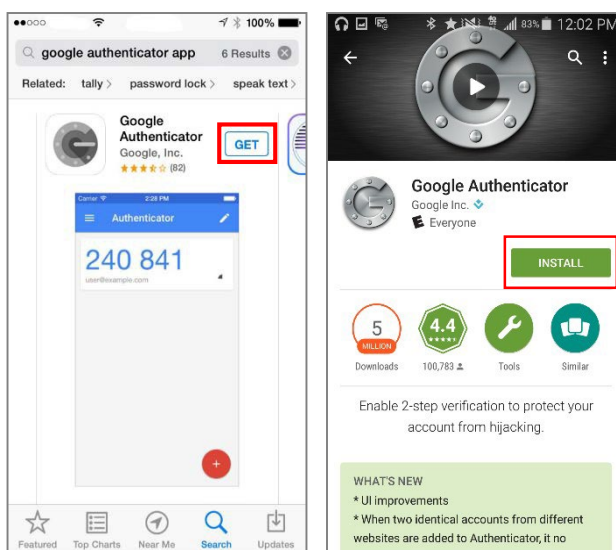 100%
google authenticator app 6 Results
Related: tally > password lock > speak text >
Google
Authenticator
Google, Inc.
(82)
GET
Carrier 2:28 PM
Authenticator
240 841
user@example.com
+
Featured Top Charts Near Me Search Updates
83% 12:02 PM
Google Authenticator
Google Inc.
E Everyone
INSTALL
5
MILLION
4.4
Downloads 100,783 Tools Similar
Enable 2-step verification to protect your
account from hijacking.
WHAT'S NEW
* UI improvements
* When two identical accounts from different
websites are added to Authenticator, it no